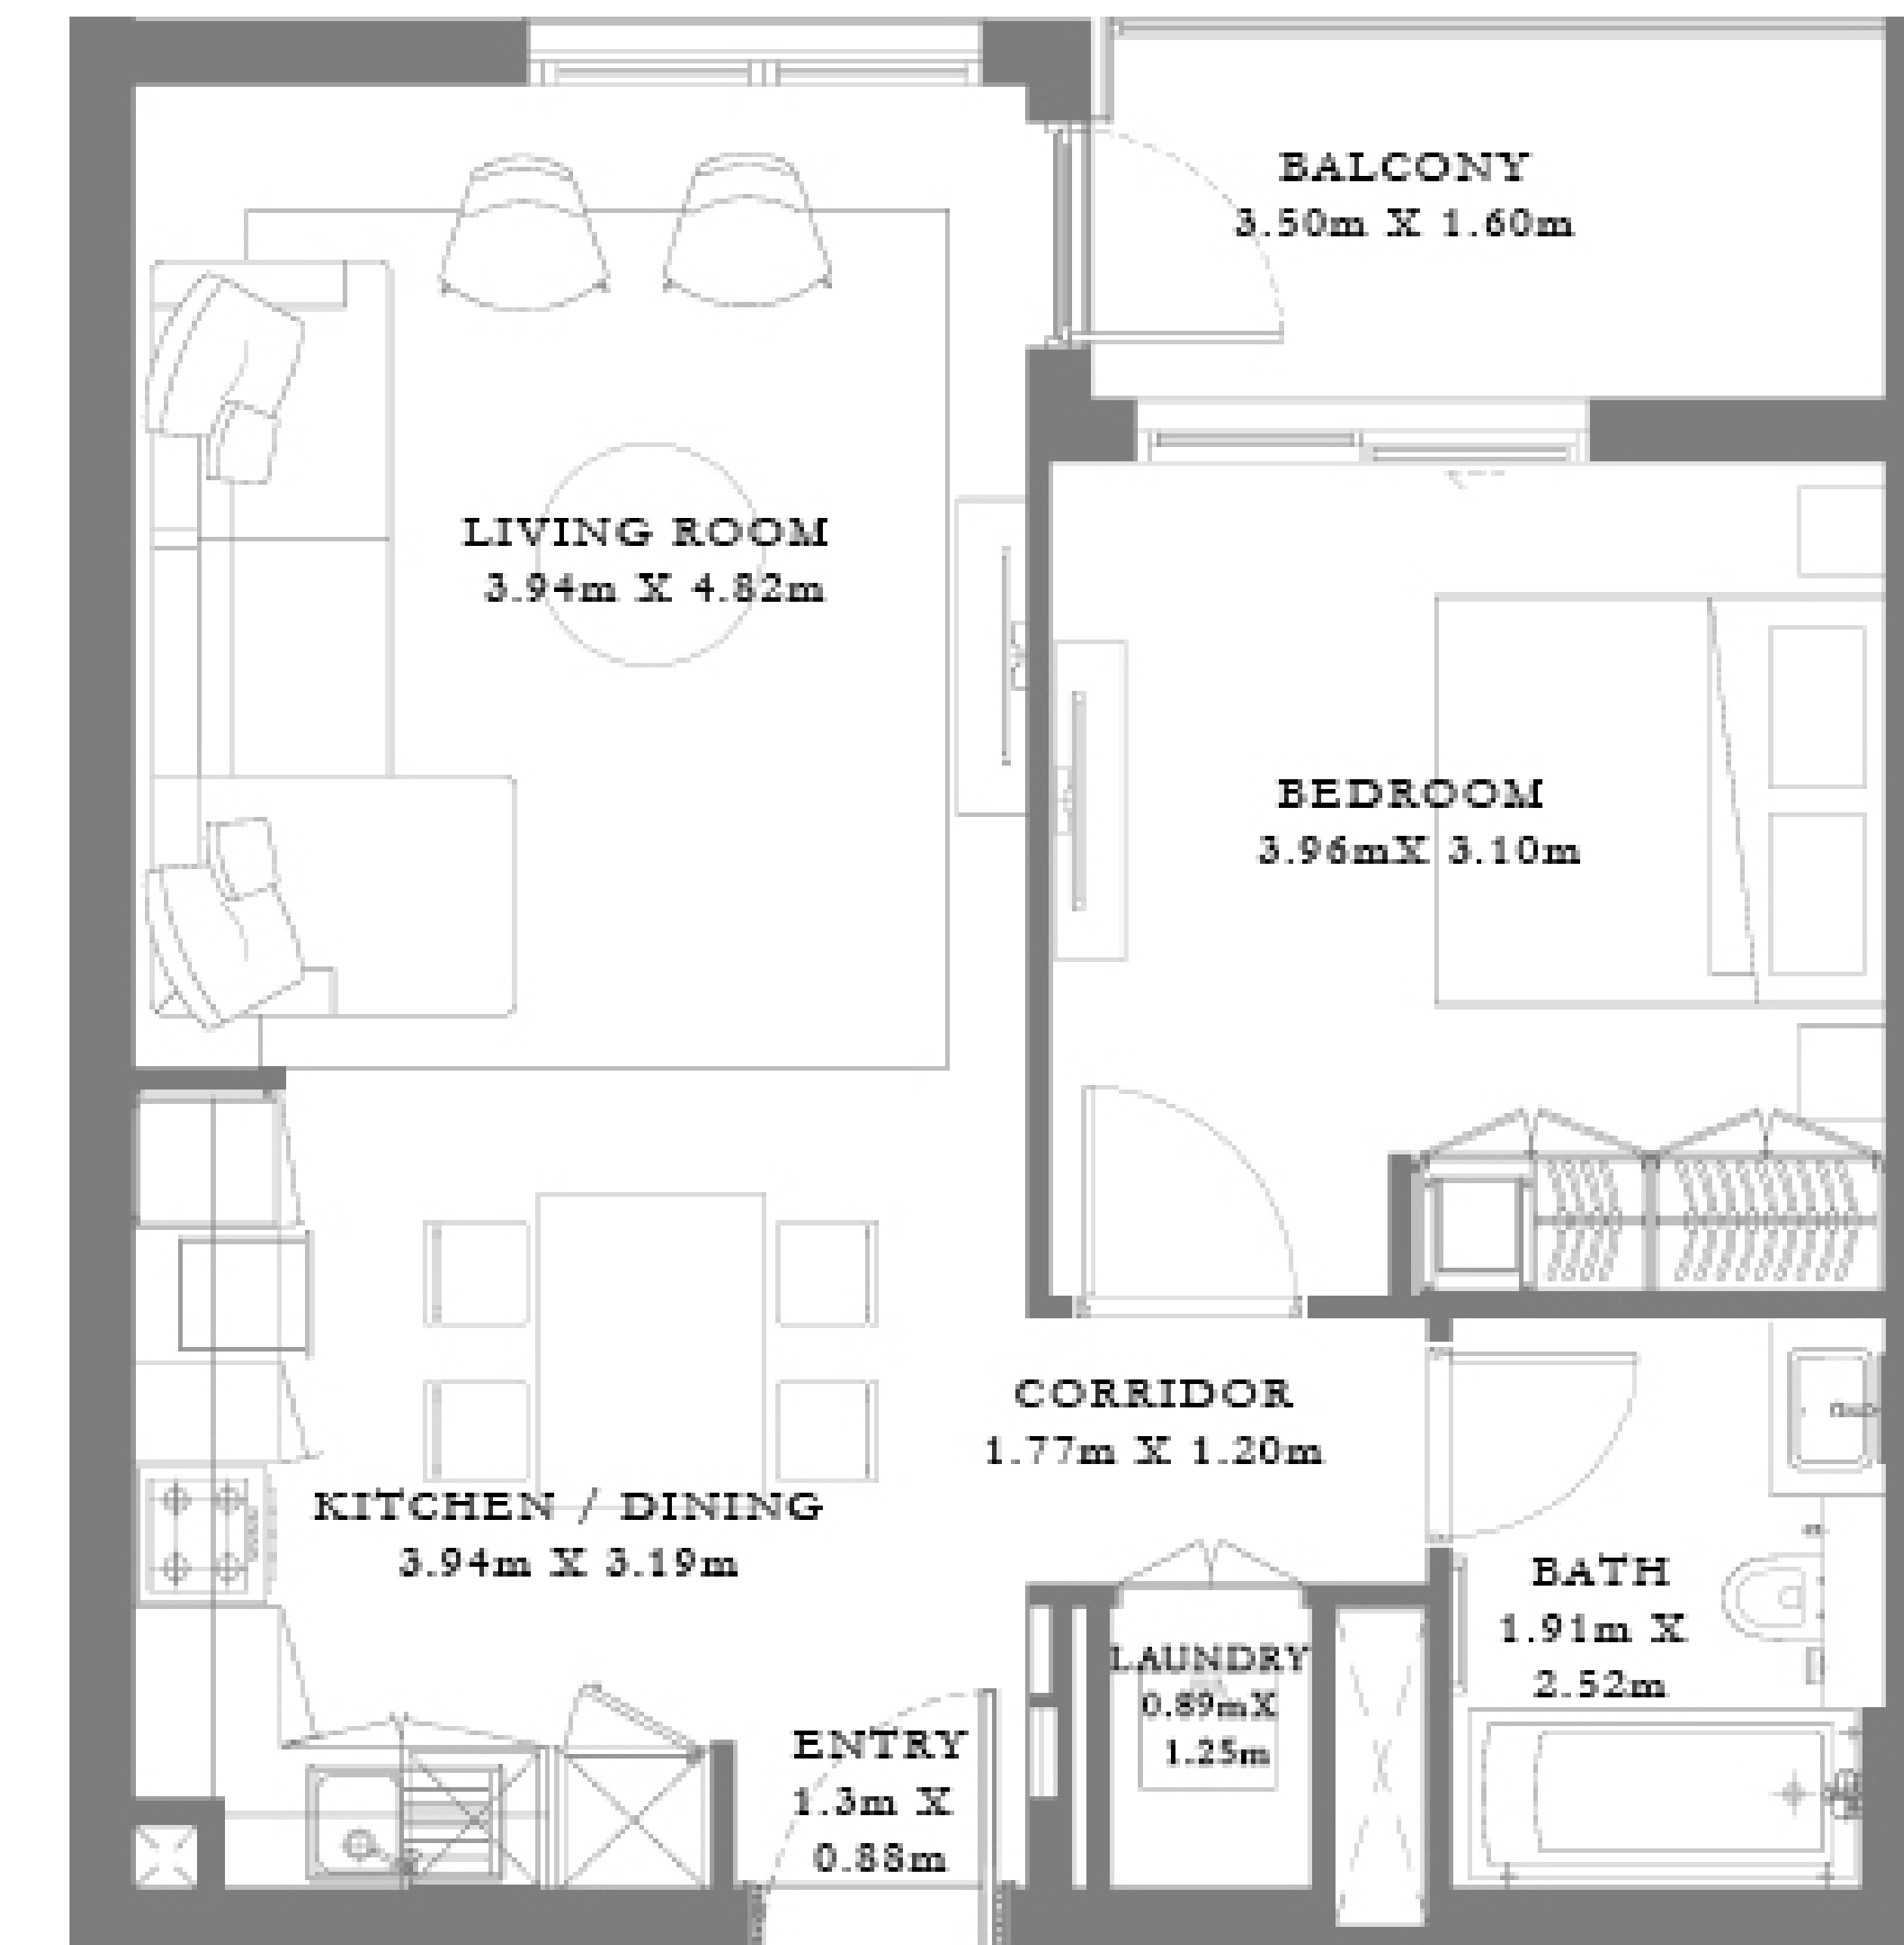 BALCONY
3.50m X 1.60m
LIVING ROOM
3.94m X 4.82m
BEDROOM
3.96mX 3.10m
CORRIDOR
1.77m X 1.20m
KITCHEN / DINING
3.94m X 3.19m
BATH
1.91m X
2.52m
LAUNDRY
0.89mX
1.25m
ENTRY
1.3m X
0.88m